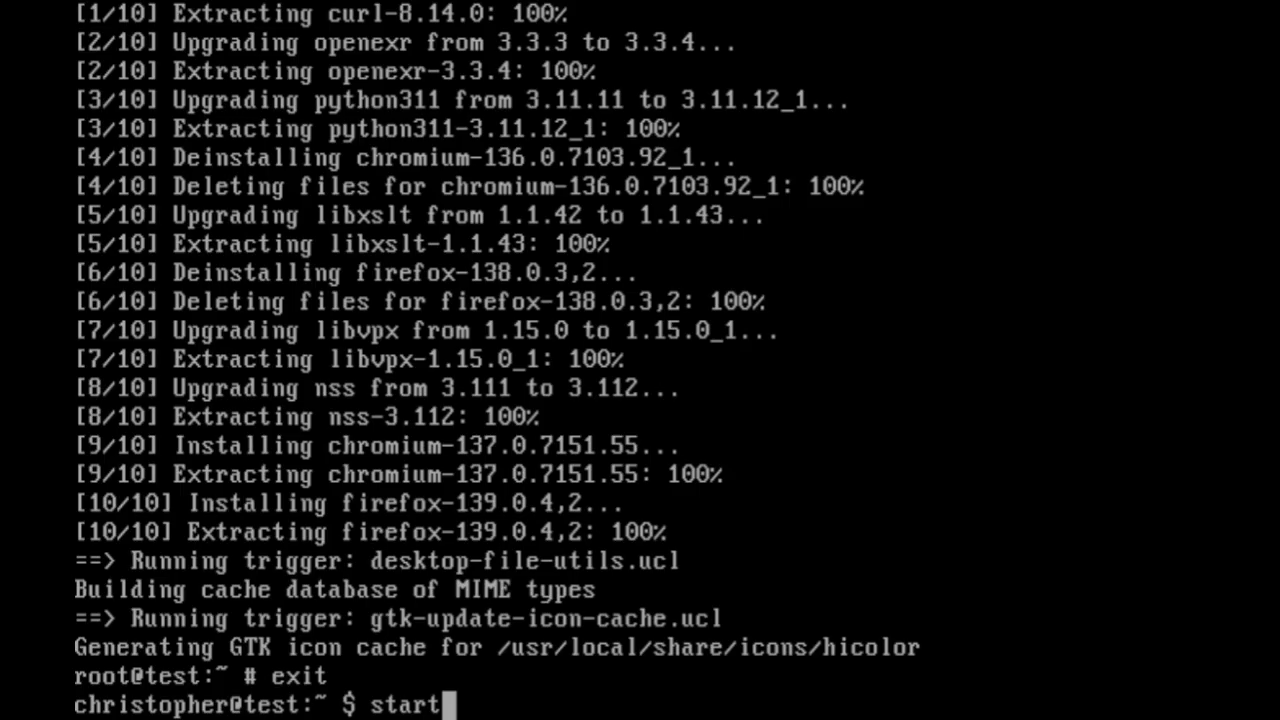 [1/10] Extracting curl-8.14.0: 100%
[2/10] Upgrading openexr from 3.3.3 to 3.3.4...
[2/10] Extracting openexr-3.3.4: 100%
[3/10] Upgrading python311 from 3.11.11 to 3.11.12_1...
[3/10] Extracting python311-3.11.12_1: 100%
[4/10] Deinstalling chromium-136.0.7103.92_1...
[4/10] Deleting files for chromium-136.0.7103.92_1: 100%
[5/10] Upgrading libxslt from 1.1.42 to 1.1.43...
[5/10] Extracting libxslt-1.1.43: 100%
[6/10] Deinstalling firefox-138.0.3,2...
[6/10] Deleting files for firefox-138.0.3,2: 100%
[7/10] Upgrading libvpx from 1.15.0 to 1.15.0_1...
[7/10] Extracting libvpx-1.15.0_1: 100%
[8/10] Upgrading nss from 3.111 to 3.112...
[8/10] Extracting nss-3.112: 100%
[9/10] Installing chromium-137.0.7151.55...
[9/10] Extracting chromium-137.0.7151.55: 100%
[10/10] Installing firefox-139.0.4,2...
[10/10] Extracting firefox-139.0.4,2: 100%
==> Running trigger: desktop-file-utils.ucl
Building cache database of MIME types
==> Running trigger: gtk-update-icon-cache.ucl
Generating GTK icon cache for /usr/local/share/icons/hicolor
root@test:~ # exit
christopher@test:~ $ start